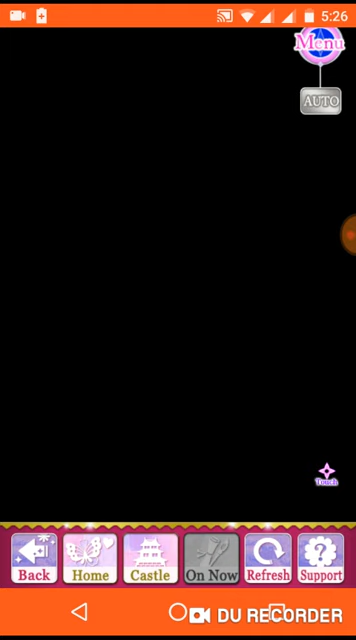 5:26
Menu
AUTO
Touch
Back Home Castle On Now Refresh Support
DU RECORDER